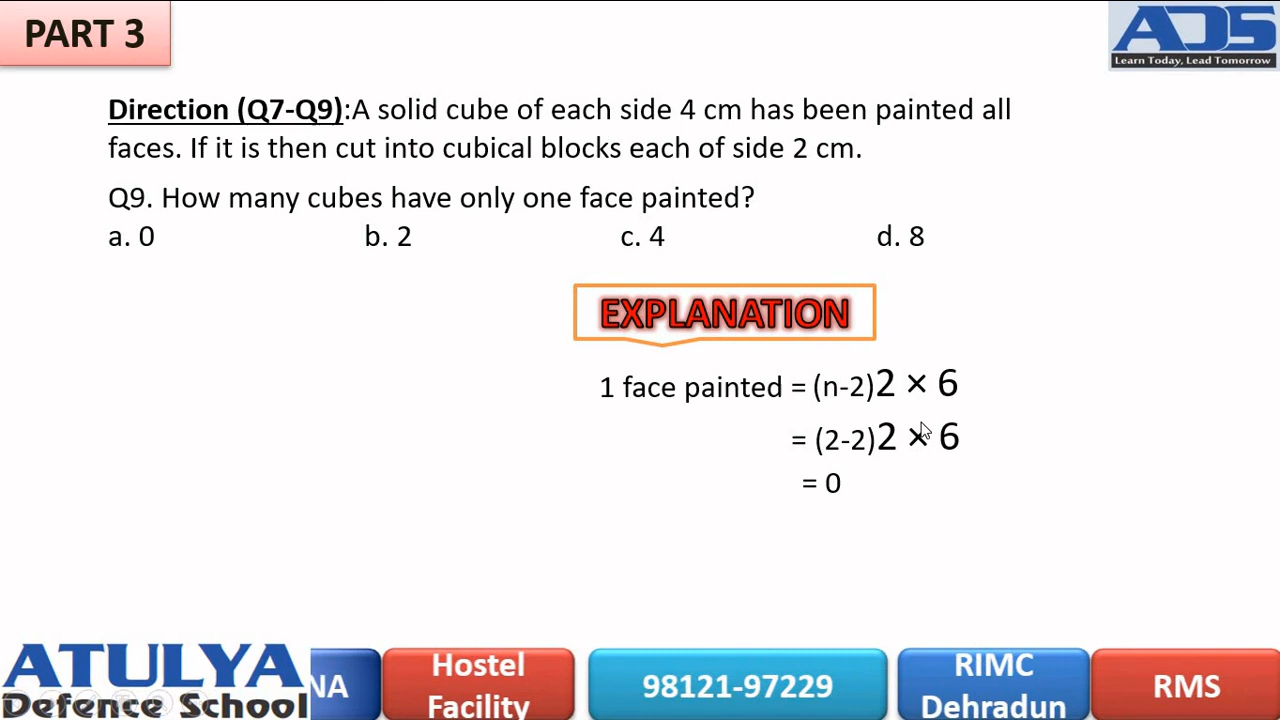 PART 3
ADS
Learn Today, Lead Tomorrow
Direction (Q7-Q9):A solid cube of each side 4 cm has been painted all
faces. If it is then cut into cubical blocks each of side 2 cm.
Q9. How many cubes have only one face painted?
a. 0 b. 2 c. 4 d. 8
EXPLANATION
1 face painted = (n-2)2 × 6
= (2-2)2 × 6
= 0
ATULYA
Defence School
NA
Hostel
Facility
98121-97229
RIMC
Dehradun
RMS